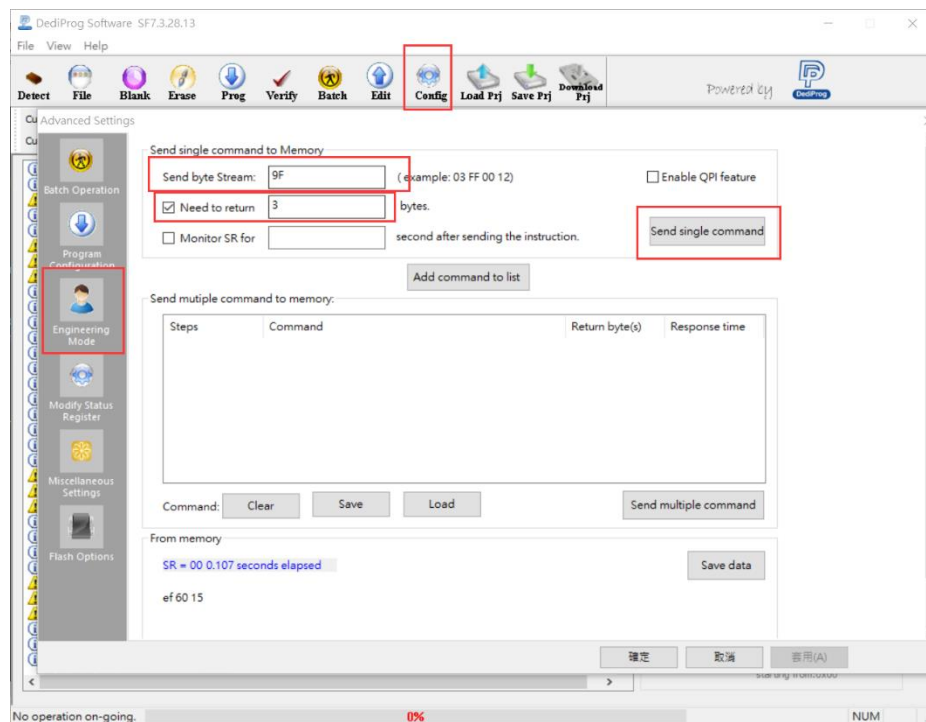 DediProg Software SF7.3.28.13
File View Help
Detect File Blank Erase Prog Verify Batch Edit Config Load Prj Save Prj Download Prj
Powered by DediProg
Cu Advanced Settings
Cu
Batch Operation
Program Configuration
Engineering Mode
Modify Status Register
Miscellaneous Settings
Flash Options
Send single command to Memory
Send byte Stream: 9F ( example: 03 FF 00 12) Enable QPI feature
Need to return 3 bytes.
Monitor SR for second after sending the instruction.
Send single command
Add command to list
Send mutiple command to memory:
Steps Command Return byte(s) Response time
Command: Clear Save Load Send multiple command
From memory
SR = 00 0.107 seconds elapsed
Save data
ef 60 15
確定 取消 套用(A)
starting from:0x00
No operation on-going. 0% NUM